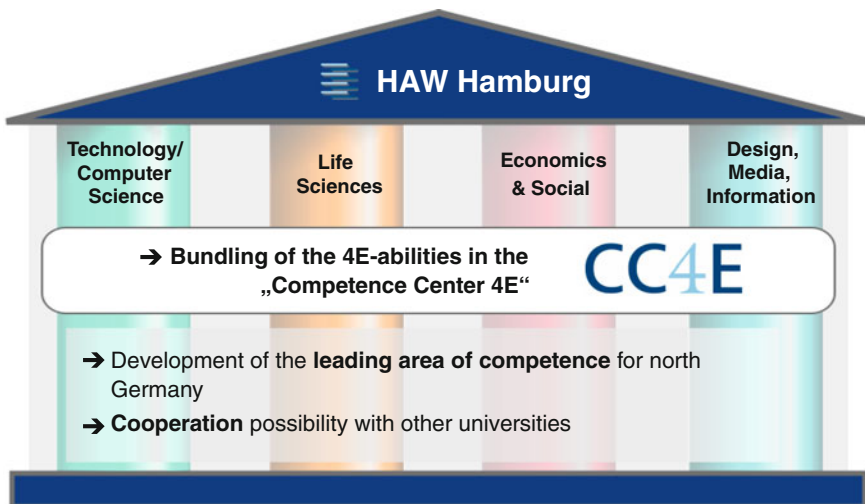 HAW Hamburg
Technology/
Computer
Science
Life
Sciences
Economics
& Social
Design,
Media,
Information
➔ Bundling of the 4E-abilities in the
„Competence Center 4E“
CC4E
➔ Development of the leading area of competence for north
Germany
➔ Cooperation possibility with other universities